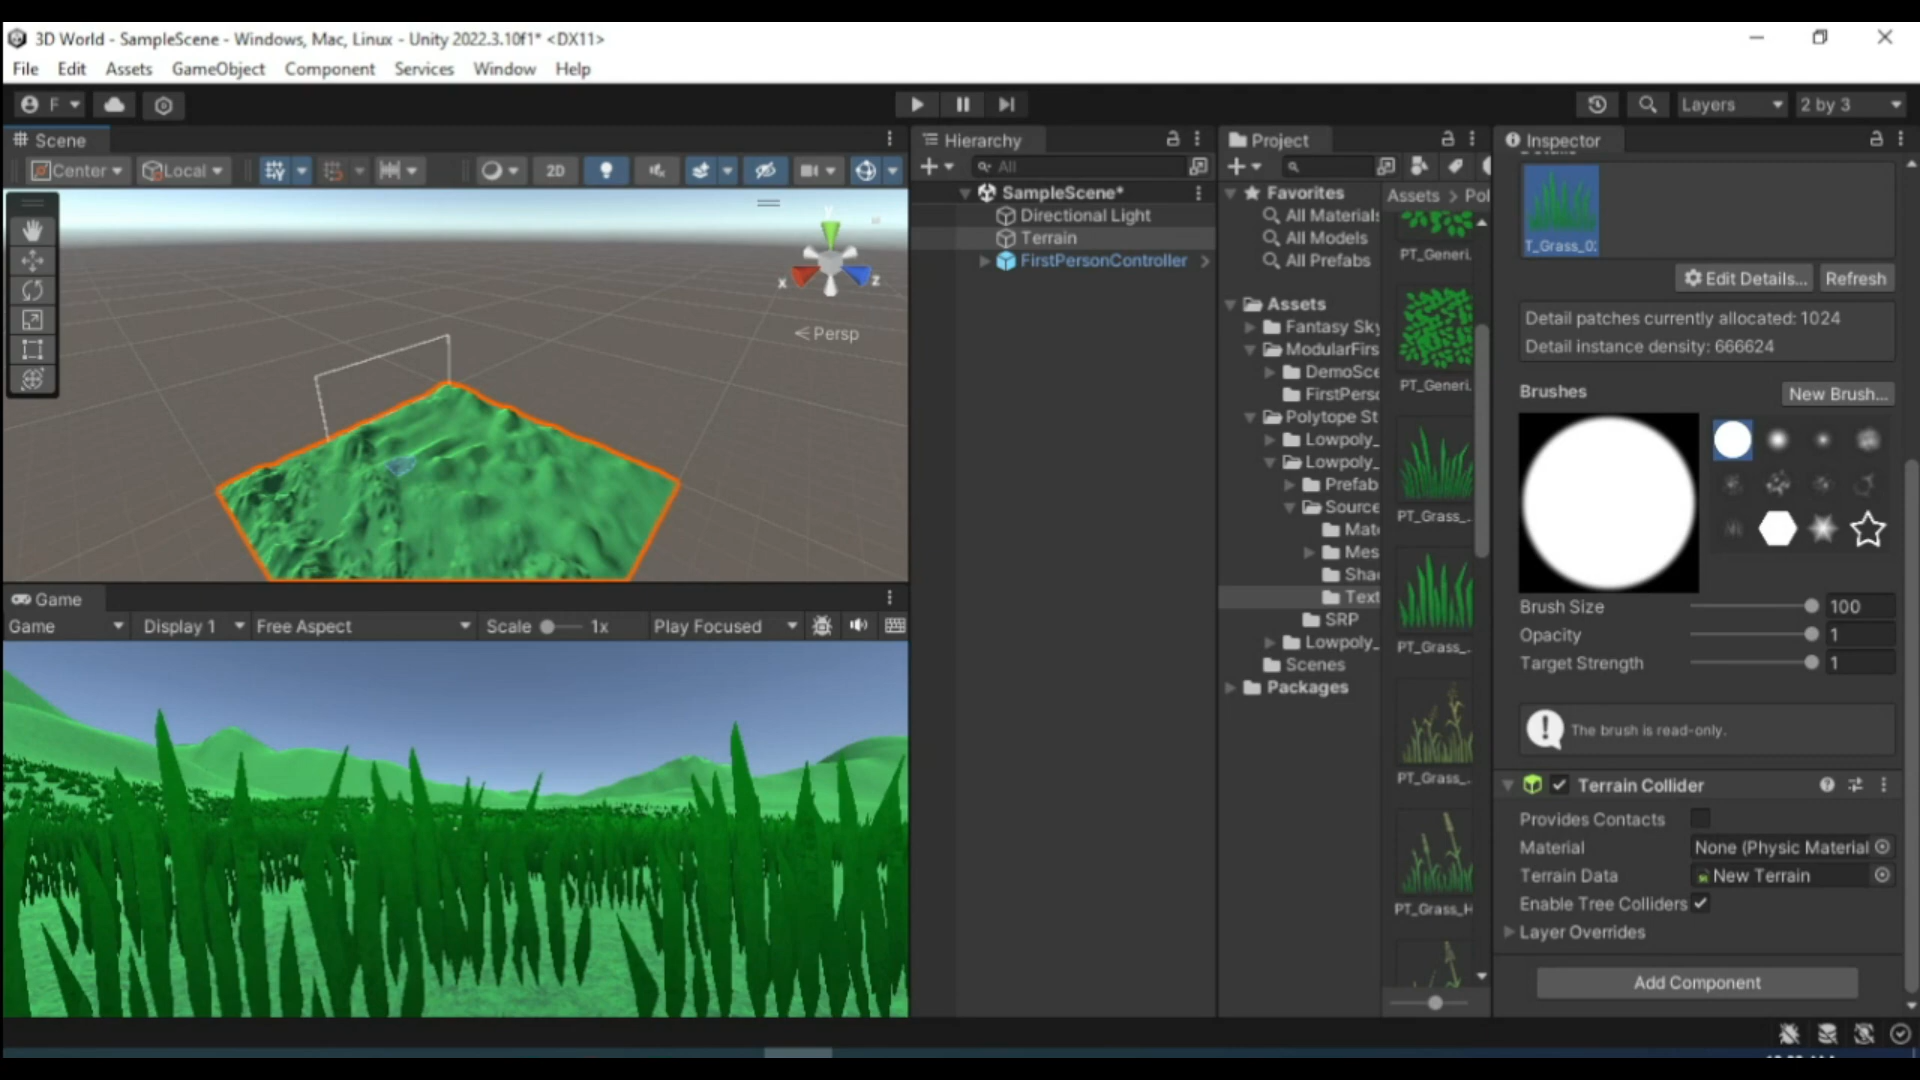 3D World - SampleScene - Windows, Mac, Linux - Unity 2022.3.10f1* <DX11>
File Edit Assets GameObject Component Services Window Help
F
Layers
2 by 3
Scene
Center
Local
2D
y
x
z
Persp
Hierarchy
All
SampleScene*
Directional Light
Terrain
FirstPersonController
Project
Favorites
All Materials
All Models
All Prefabs
Assets
Fantasy Sky
ModularFirs
DemoSce
FirstPerso
Polytope St
Lowpoly_
Lowpoly_
Prefab
Source
Mate
Mes
Sha
Text
SRP
Lowpoly_
Scenes
Packages
Assets > Pol
PT_Generi.
PT_Generi.
PT_Grass_..
PT_Grass_..
PT_Grass_..
PT_Grass_H
Inspector
T_Grass_0
Edit Details...
Refresh
Detail patches currently allocated: 1024
Detail instance density: 666624
Brushes
New Brush...
Brush Size 100
Opacity 1
Target Strength 1
The brush is read-only.
Terrain Collider
Provides Contacts
Material None (Physic Material
Terrain Data New Terrain
Enable Tree Colliders
Layer Overrides
Add Component
Game
Game
Display 1
Free Aspect
Scale 1x
Play Focused